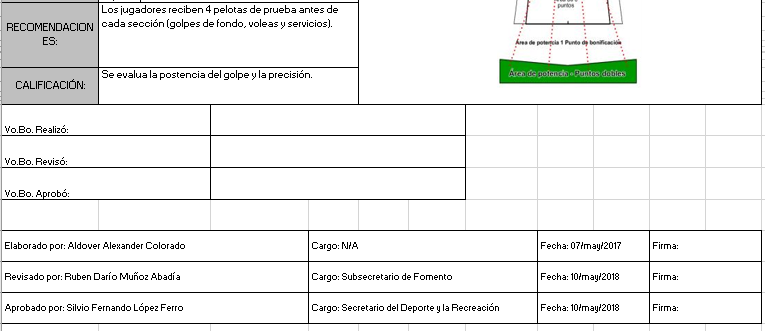 puntos
Los jugadores reciben 4 pelotas de prueba antes de
cada sección (golpes de fondo, voleas y servicios).
RECOMENDACION
ES:
Área de potencia 1 Punto de bonificación
Área de potencia - Puntos dobles
CALIFICACIÓN:
Se evalua la postencia del golpe y la precisión.
Vo.Bo. Realizó:
Vo.Bo. Revisó:
Vo.Bo. Aprobó:
Elaborado por: Aldover Alexander Colorado Cargo: N/A Fecha: 07/may/2017 Firma:
Revisado por: Ruben Darío Muñoz Abadía Cargo: Subsecretario de Fomento Fecha: 10/may/2018 Firma:
Aprobado por: Silvio Fernando López Ferro Cargo: Secretario del Deporte y la Recreación Fecha: 10/may/2018 Firma: